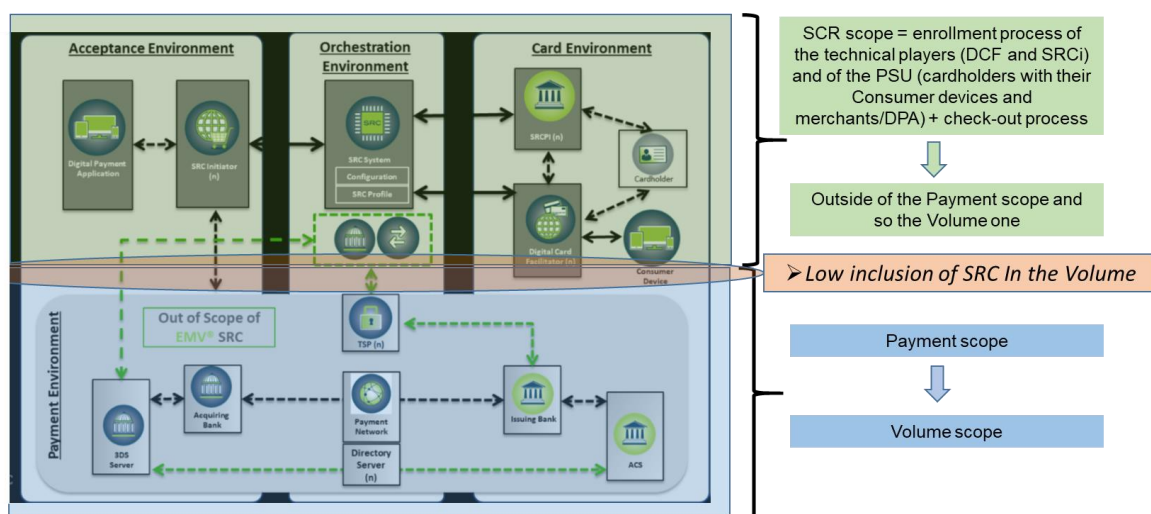 Acceptance Environment
Orchestration
Environment
Card Environment
Digital Payment
Application
SRC Initiator
(n)
SRC
SRC System
Configuration
SRC Profile
SRCPI (n)
Cardholder
Digital Card
Facilitator (n)
Consumer
Device
Payment Environment
Out of Scope of
EMV® SRC
TSP (n)
3DS
Server
Acquiring
Bank
Payment
Network
Directory
Server
(n)
Issuing Bank
ACS
SCR scope = enrollment process of
the technical players (DCF and SRCi)
and of the PSU (cardholders with their
Consumer devices and
merchants/DPA) + check-out process
Outside of the Payment scope and
so the Volume one
➢ Low inclusion of SRC In the Volume
Payment scope
Volume scope